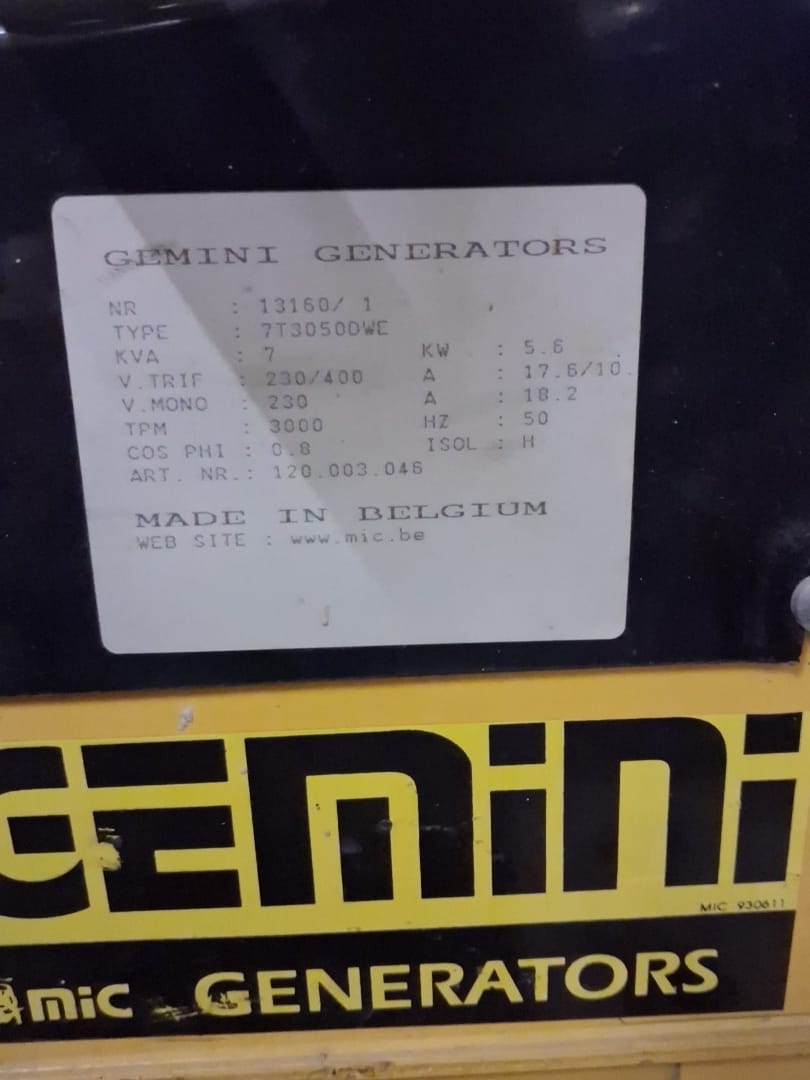 GEMINI GENERATORS
NR : 13160/ 1
TYPE : 7T3050DWE
KVA : 7 KW : 5.6
V.TRIF : 230/400 A : 17.6/10.
V.MONO : 230 A : 18.2
TPM : 3000 HZ : 50
COS PHI : 0.8 ISOL : H
ART. NR.: 120.003.046
MADE IN BELGIUM
WEB SITE : www.mic.be
GEMINI
MIC 930611
MIC GENERATORS